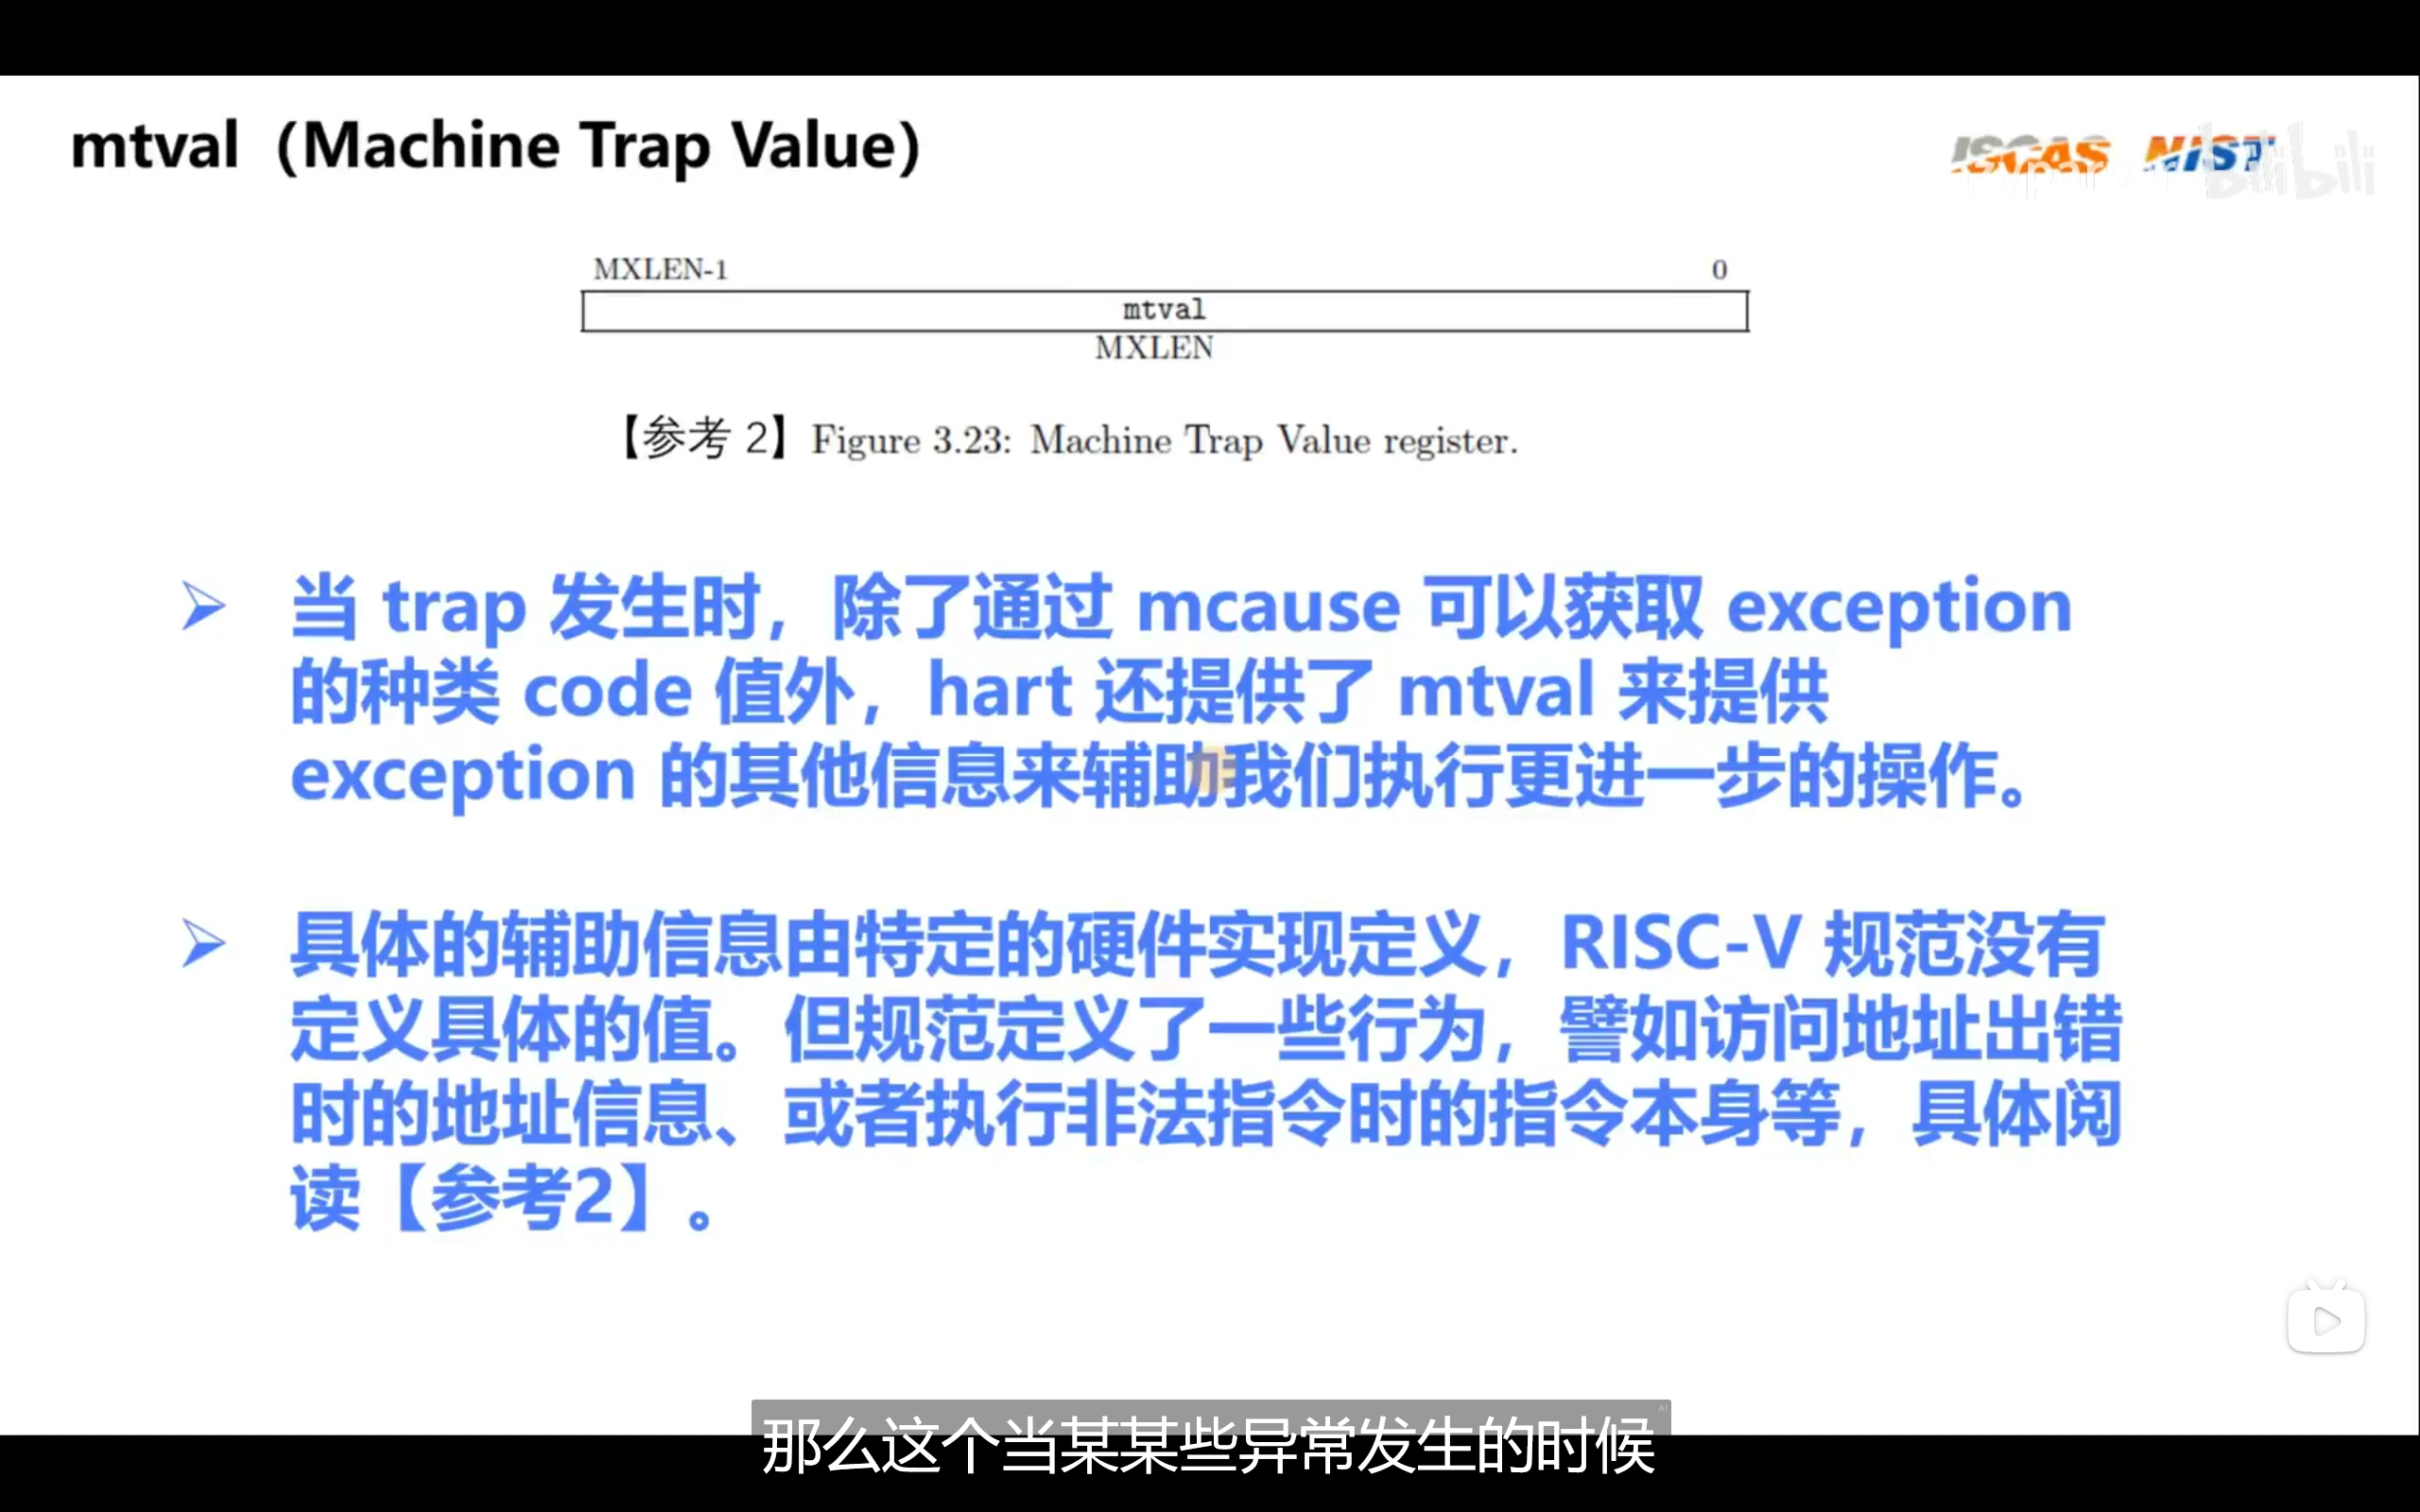 mtval（Machine Trap Value）
ISCAS NIST
bilibili
MXLEN-1 0
mtval
MXLEN
【参考 2】Figure 3.23: Machine Trap Value register.
当 trap 发生时，除了通过 mcause 可以获取 exception
的种类 code 值外，hart 还提供了 mtval 来提供
exception 的其他信息来辅助我们执行更进一步的操作。
具体的辅助信息由特定的硬件实现定义，RISC-V 规范没有
定义具体的值。但规范定义了一些行为，譬如访问地址出错
时的地址信息、或者执行非法指令时的指令本身等，具体阅
读【参考2】。
AI
那么这个当某某些异常发生的时候